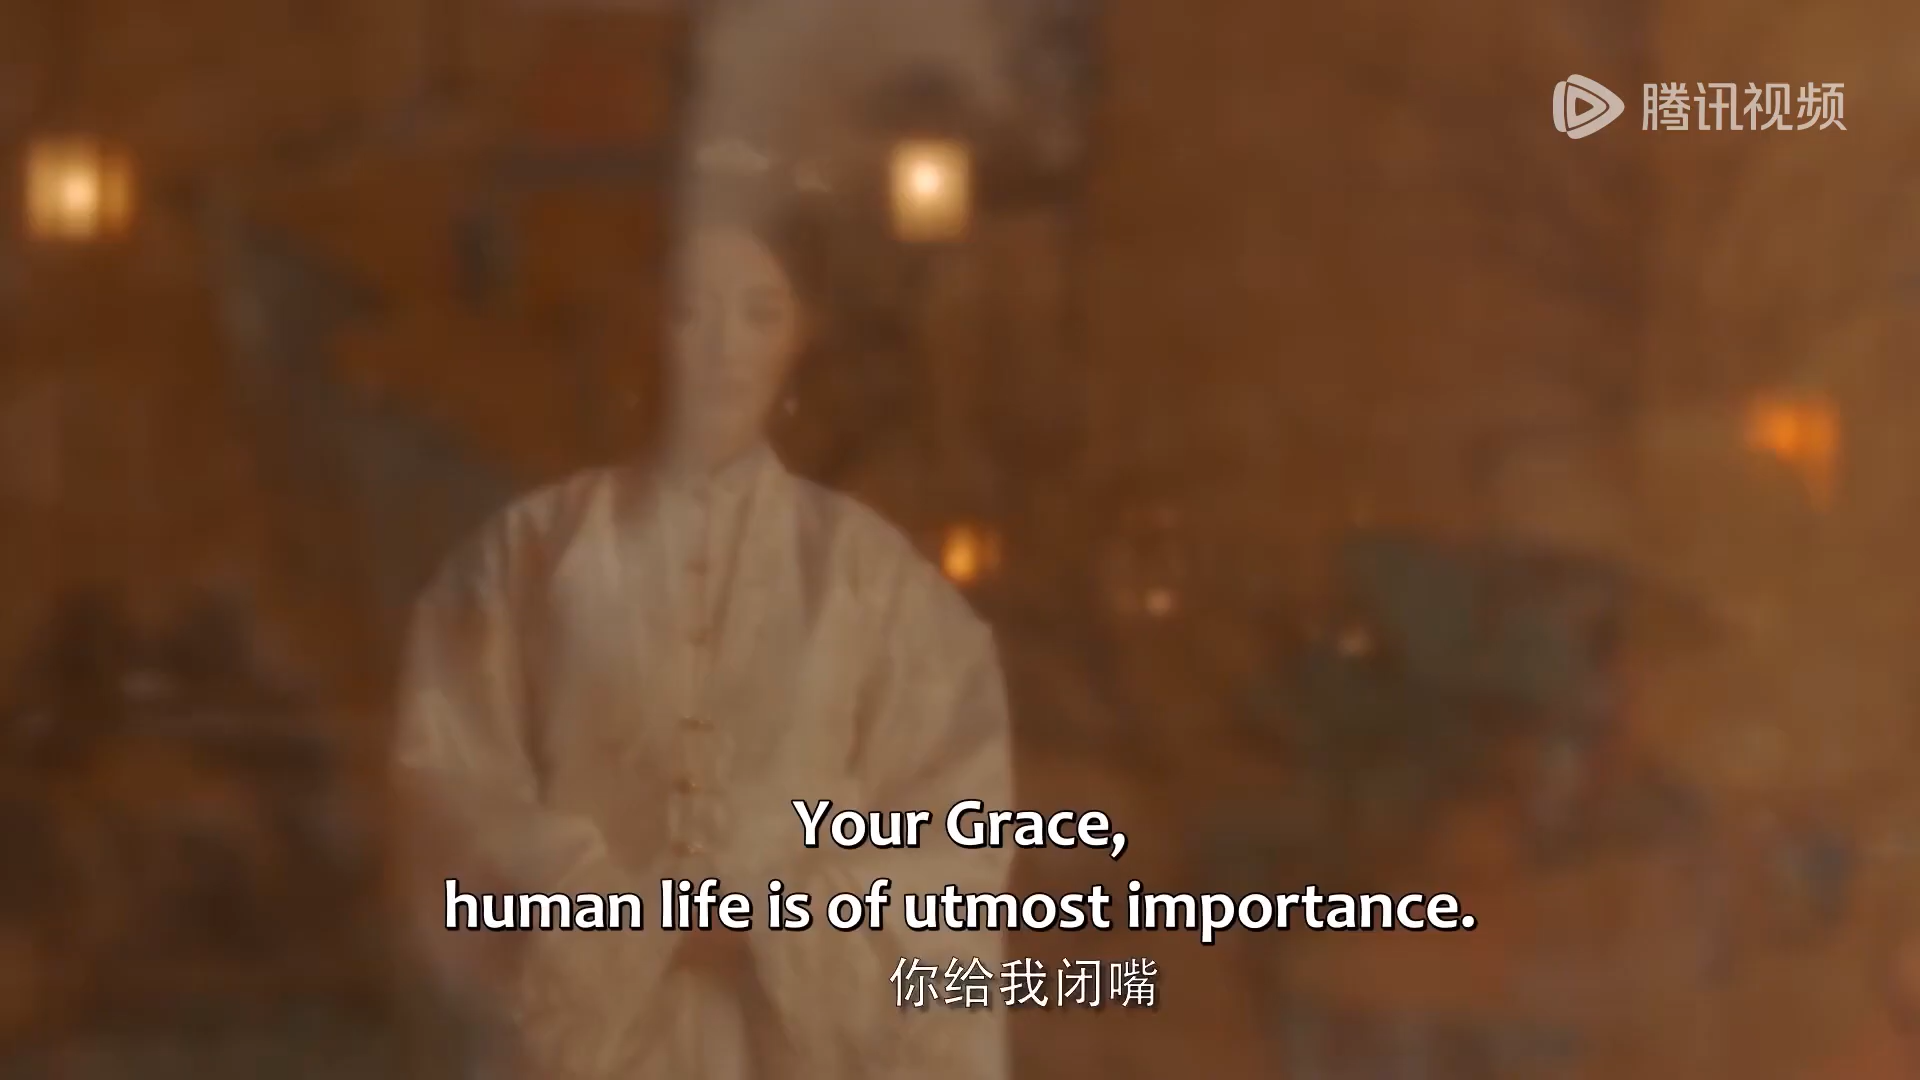 腾讯视频
Your Grace,
human life is of utmost importance.
你给我闭嘴